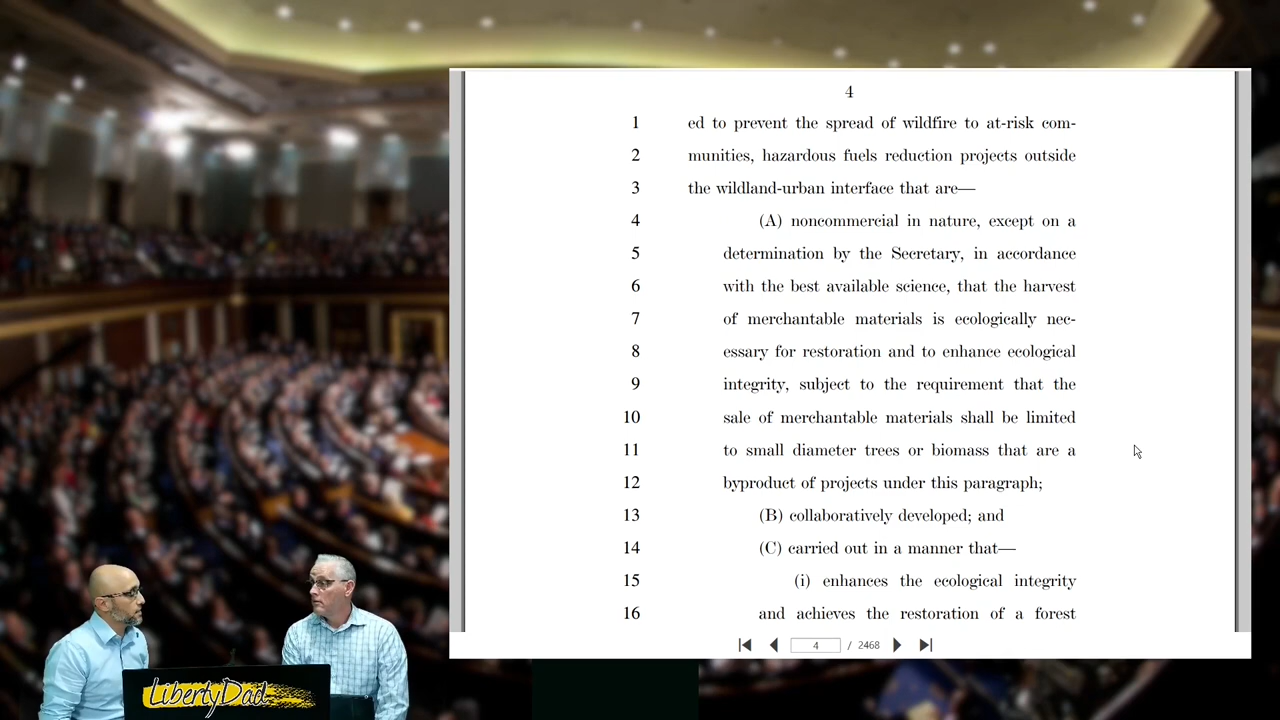 4
1 ed to prevent the spread of wildfire to at-risk com-
2 munities, hazardous fuels reduction projects outside
3 the wildland-urban interface that are—
4 (A) noncommercial in nature, except on a
5 determination by the Secretary, in accordance
6 with the best available science, that the harvest
7 of merchantable materials is ecologically nec-
8 essary for restoration and to enhance ecological
9 integrity, subject to the requirement that the
10 sale of merchantable materials shall be limited
11 to small diameter trees or biomass that are a
12 byproduct of projects under this paragraph;
13 (B) collaboratively developed; and
14 (C) carried out in a manner that—
15 (i) enhances the ecological integrity
16 and achieves the restoration of a forest
4 / 2468
LibertyDad